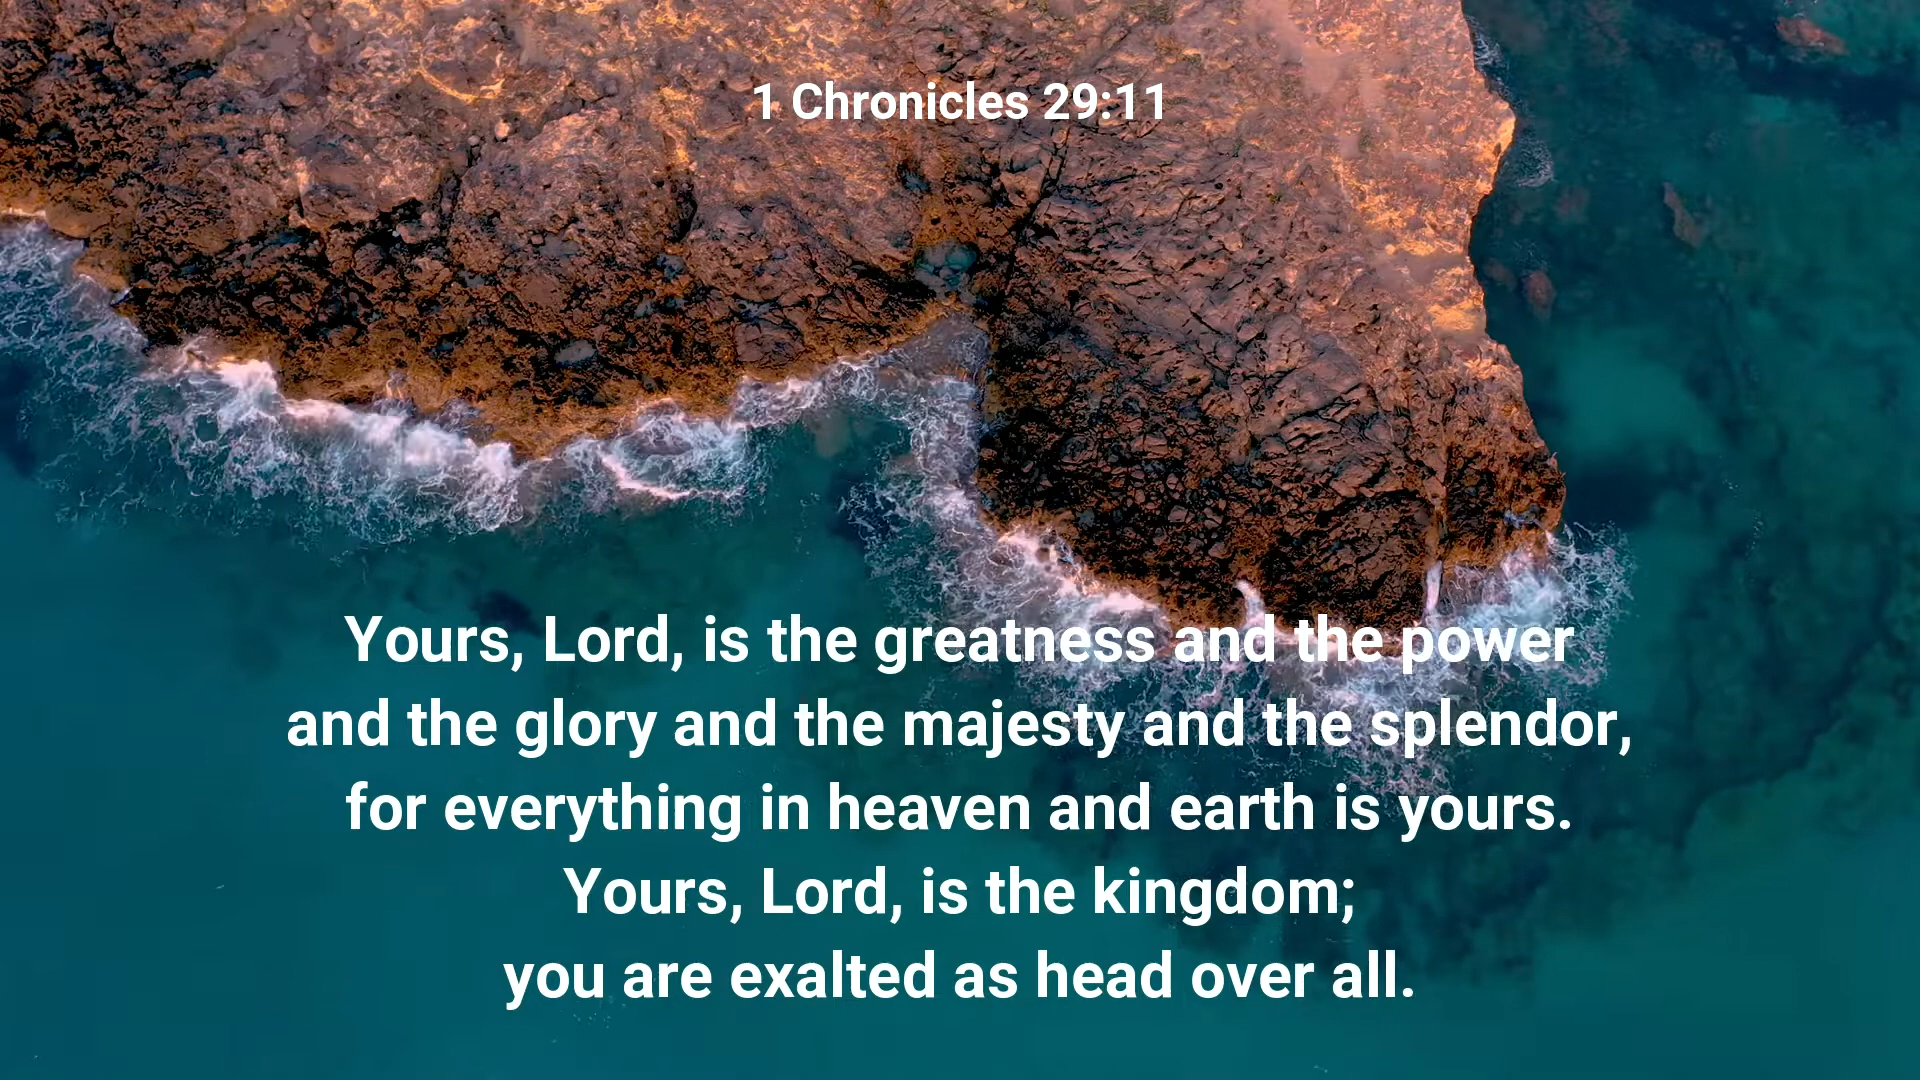 1 Chronicles 29:11
Yours, Lord, is the greatness and the power
and the glory and the majesty and the splendor,
for everything in heaven and earth is yours.
Yours, Lord, is the kingdom;
you are exalted as head over all.